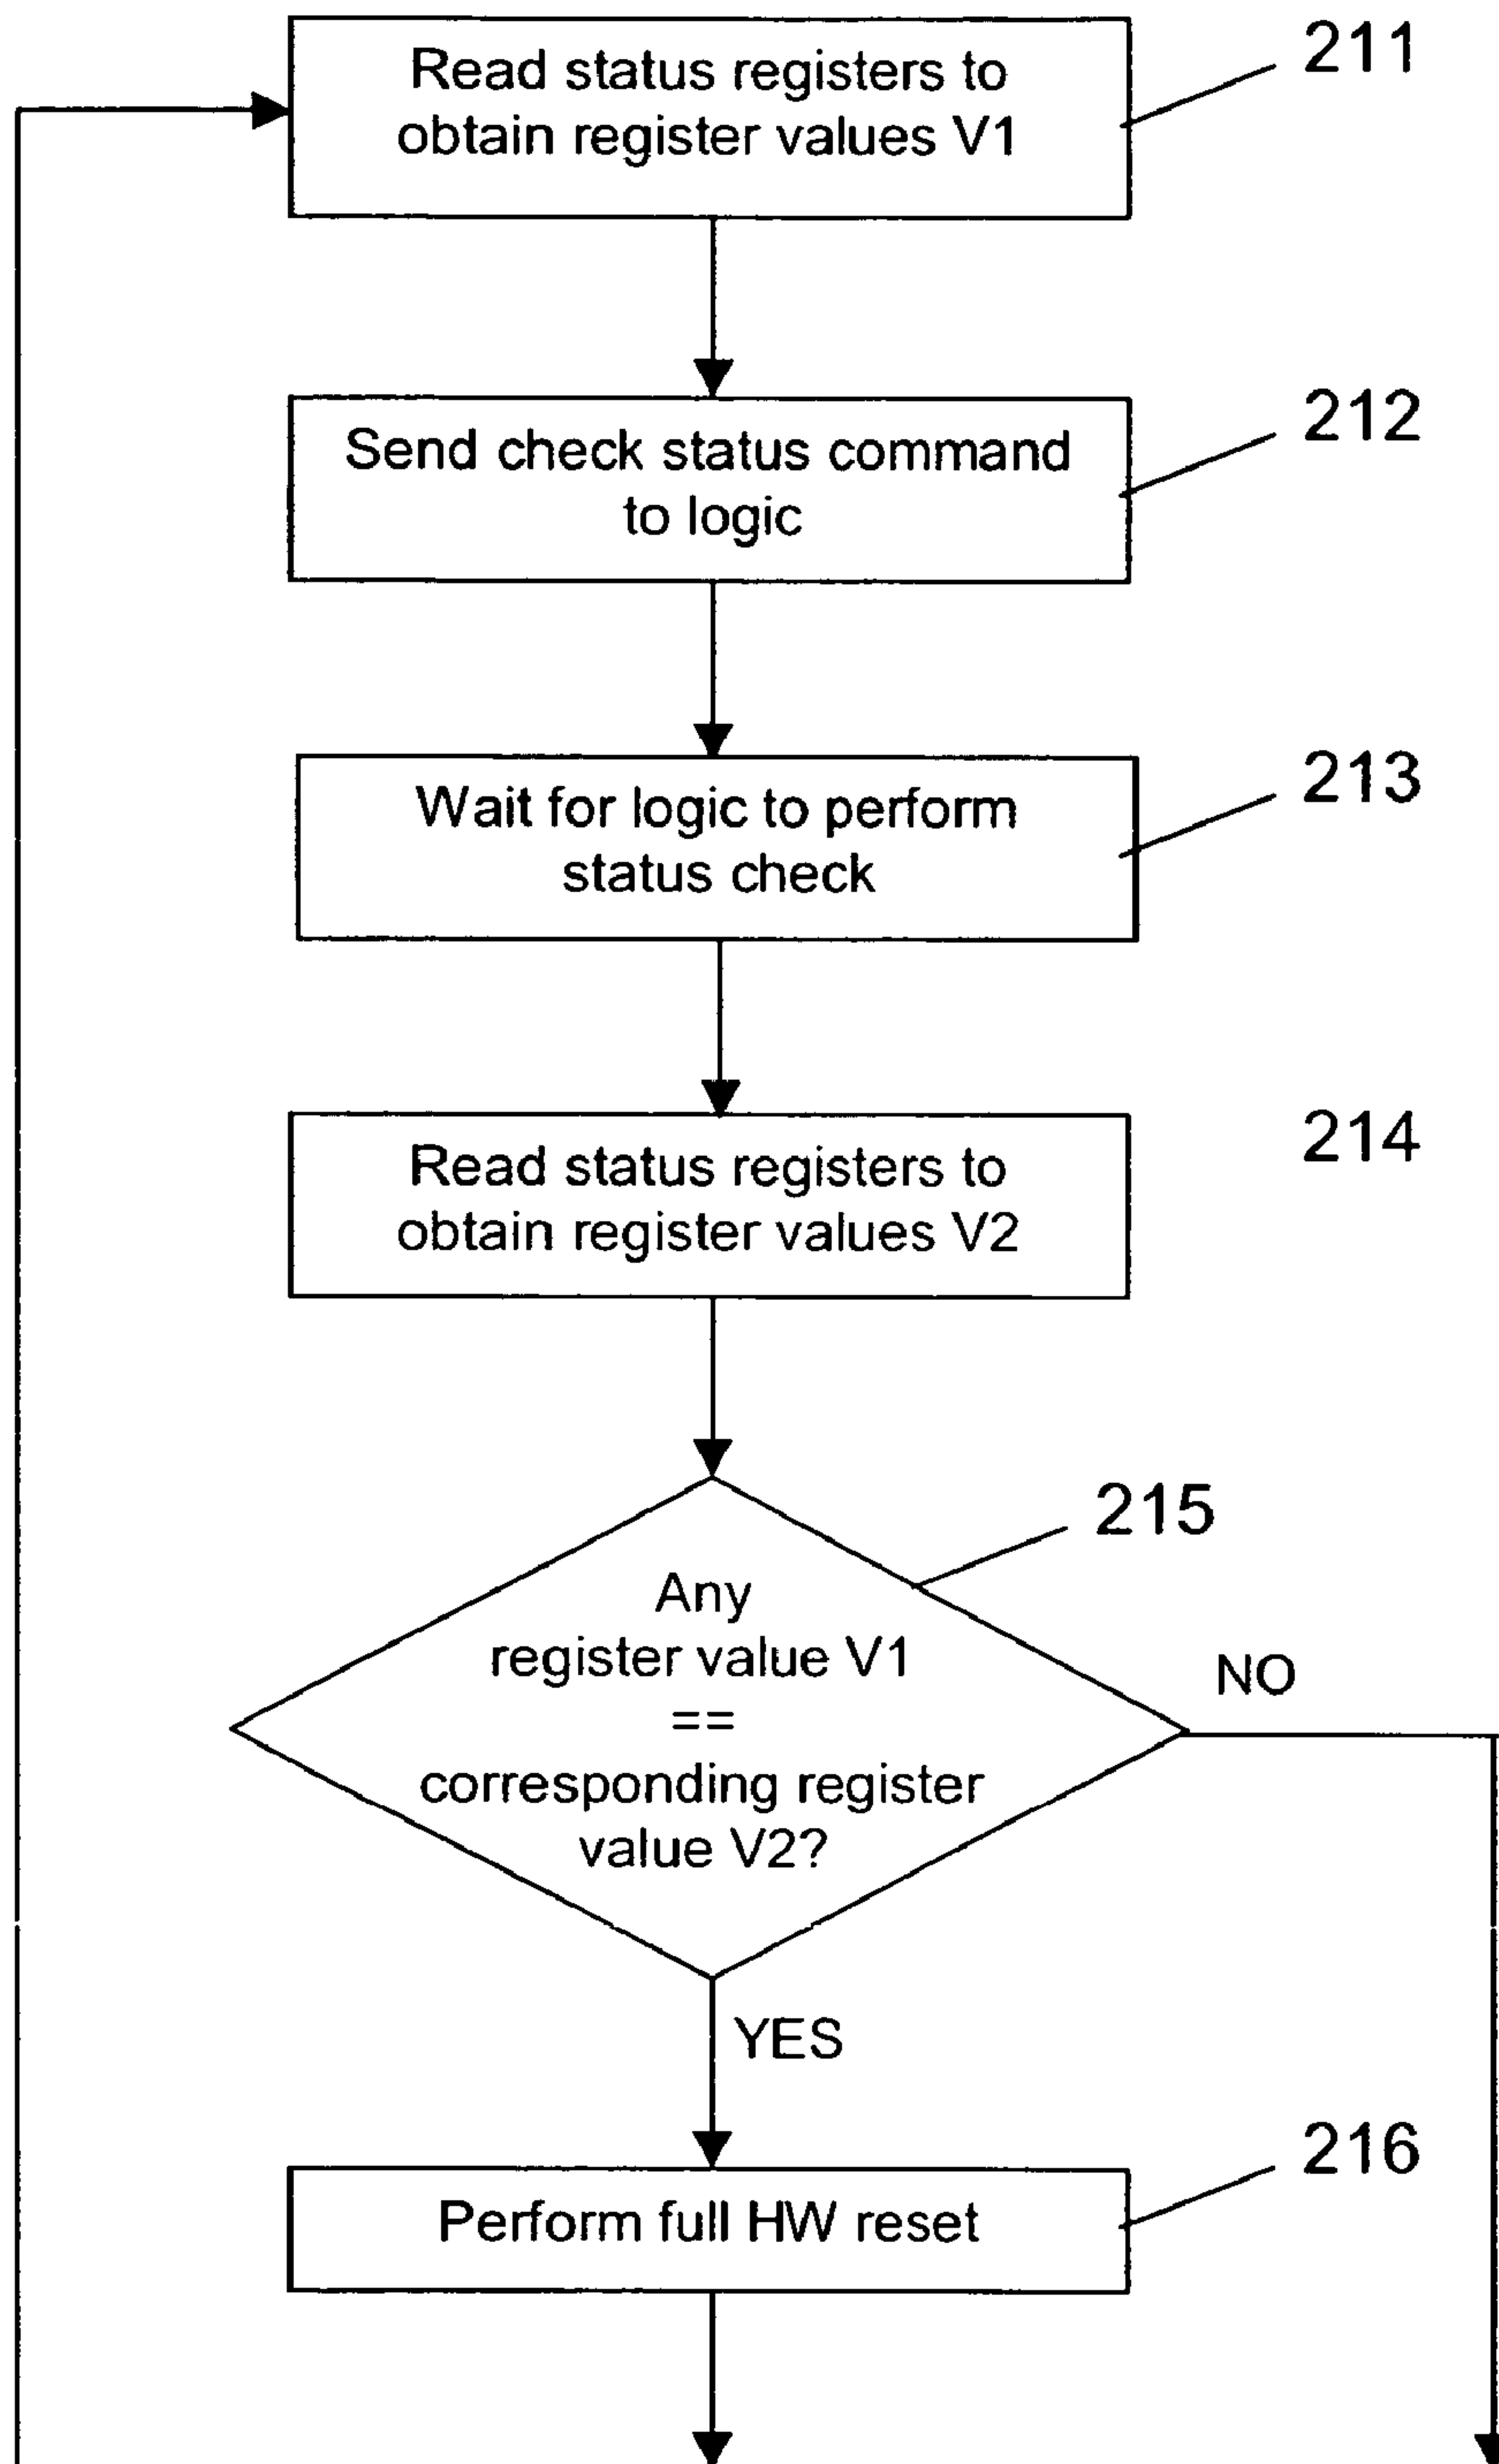 Read status registers to
obtain register values V1
211
Send check status command
to logic
212
Wait for logic to perform
status check
213
Read status registers to
obtain register values V2
214
Any
register value V1
==
corresponding register
value V2?
215
NO
YES
Perform full HW reset
216